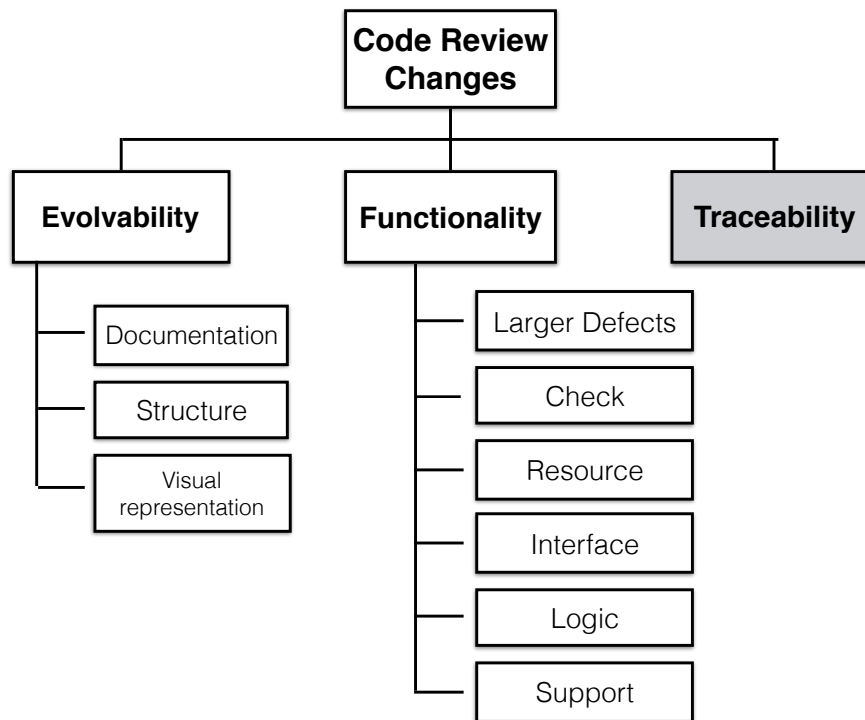 Code Review
Changes
Evolvability
Functionality
Traceability
Documentation
Structure
Visual
representation
Larger Defects
Check
Resource
Interface
Logic
Support